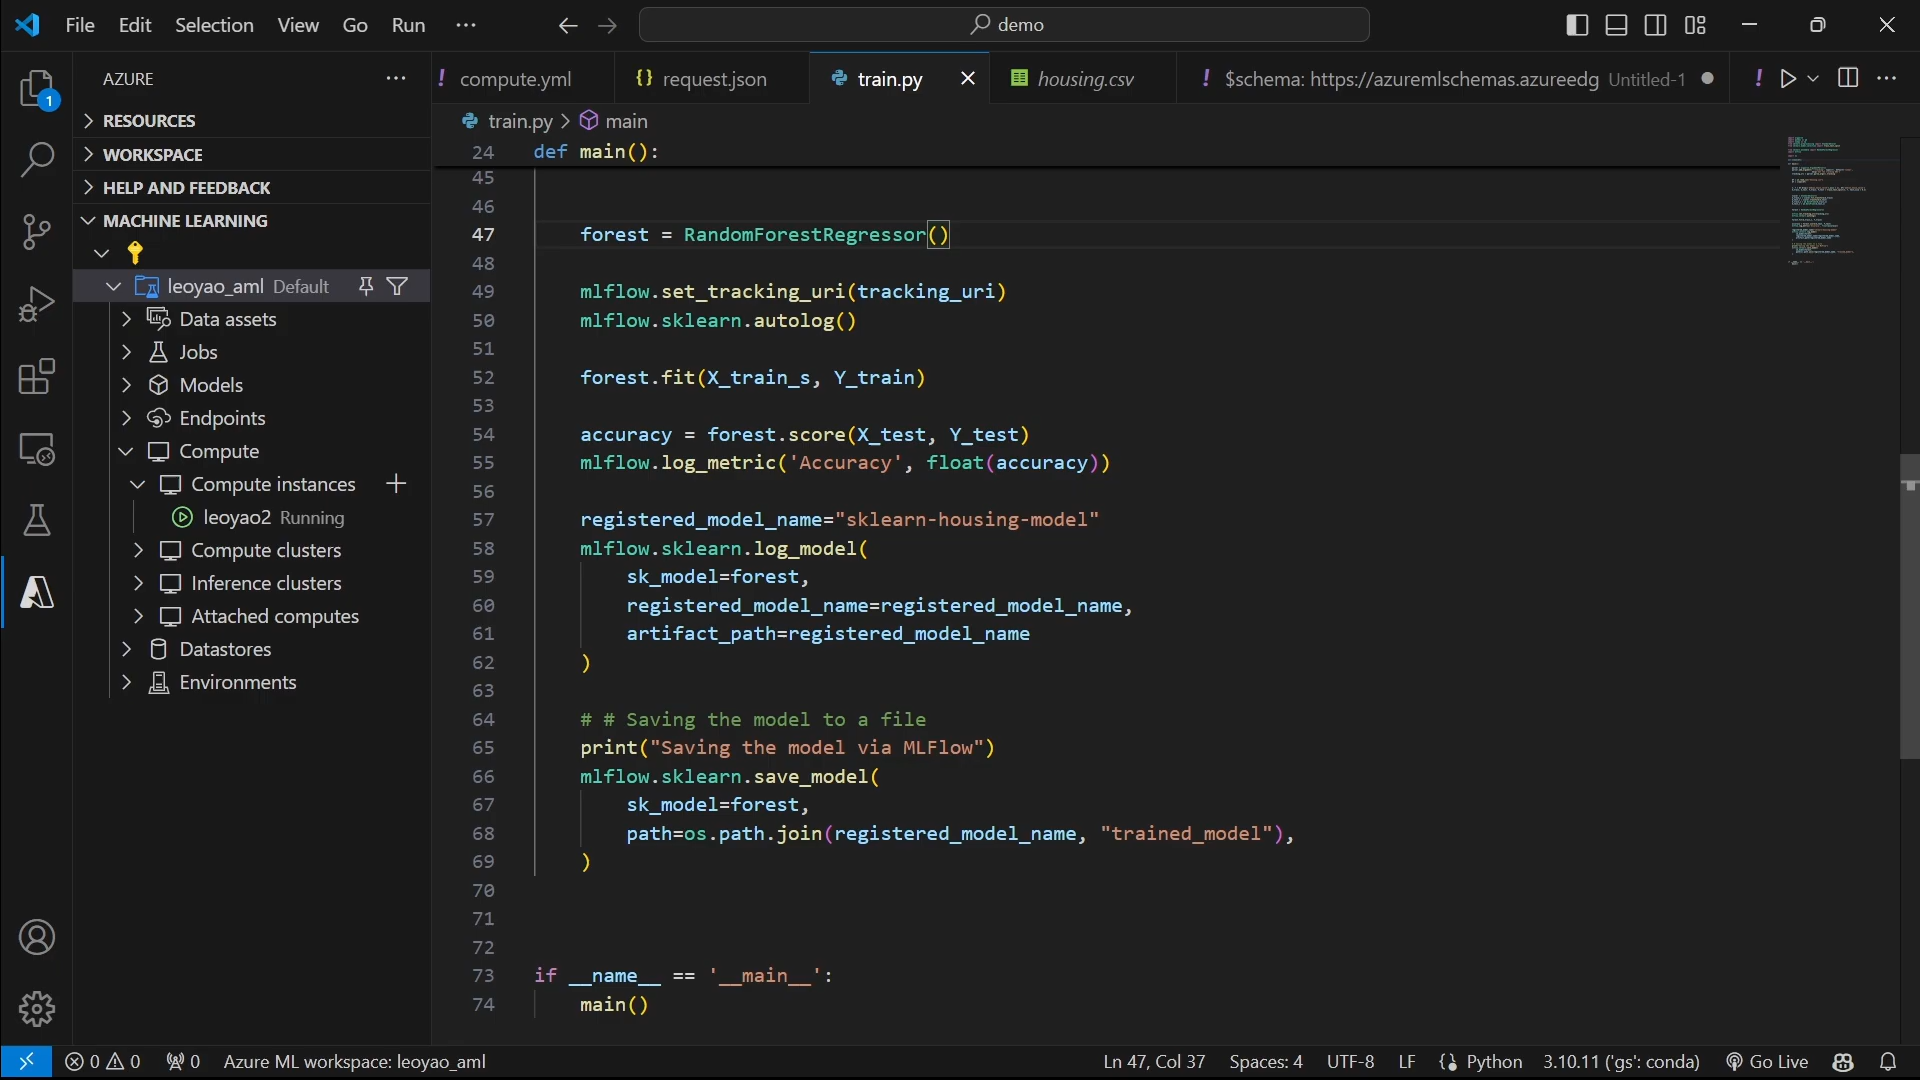 File Edit Selection View Go Run ···
demo
AZURE ···
compute.yml
request.json
train.py
housing.csv
$schema: https://azuremlschemas.azureedg Untitled-1
train.py > main
RESOURCES
WORKSPACE
HELP AND FEEDBACK
MACHINE LEARNING
leoyao_aml Default
Data assets
Jobs
Models
Endpoints
Compute
Compute instances
leoyao2 Running
Compute clusters
Inference clusters
Attached computes
Datastores
Environments
1
24 def main():
45
46
47 forest = RandomForestRegressor()
48
49 mlflow.set_tracking_uri(tracking_uri)
50 mlflow.sklearn.autolog()
51
52 forest.fit(X_train_s, Y_train)
53
54 accuracy = forest.score(X_test, Y_test)
55 mlflow.log_metric('Accuracy', float(accuracy))
56
57 registered_model_name="sklearn-housing-model"
58 mlflow.sklearn.log_model(
59 sk_model=forest,
60 registered_model_name=registered_model_name,
61 artifact_path=registered_model_name
62 )
63
64 # # Saving the model to a file
65 print("Saving the model via MLFlow")
66 mlflow.sklearn.save_model(
67 sk_model=forest,
68 path=os.path.join(registered_model_name, "trained_model"),
69 )
70
71
72
73 if __name__ == '__main__':
74 main()
0 0 0 Azure ML workspace: leoyao_aml
Ln 47, Col 37 Spaces: 4 UTF-8 LF Python 3.10.11 ('gs': conda) Go Live